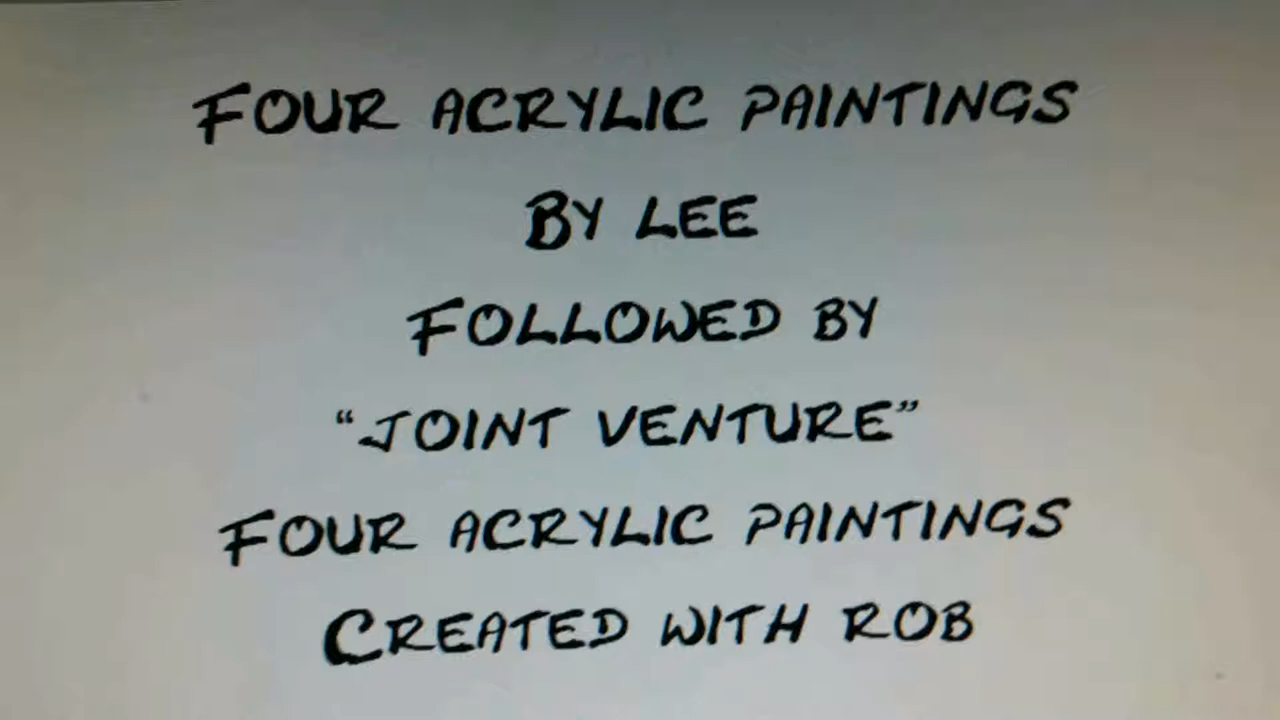 FOUR ACRYLIC PAINTINGS
BY LEE
FOLLOWED BY
“JOINT VENTURE”
FOUR ACRYLIC PAINTINGS
CREATED WITH ROB